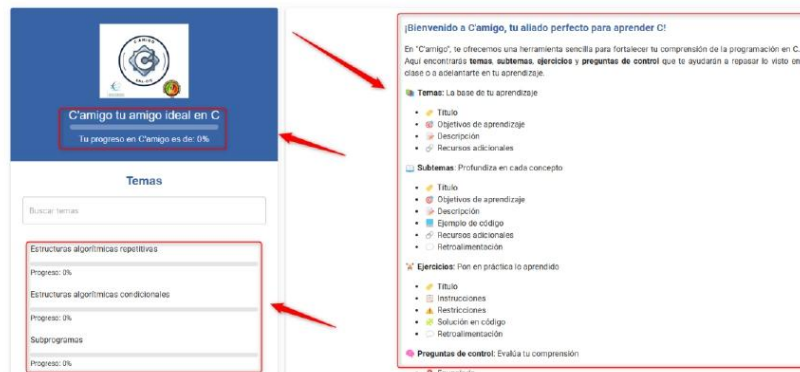 C'AMIGO
C'amigo tu amigo ideal en C
Tu progreso en C'amigo es de: 0%
Temas
Buscar temas
Estructuras algorítmicas repetitivas
Progreso: 0%
Estructuras algorítmicas condicionales
Progreso: 0%
Subprogramas
Progreso: 0%
¡Bienvenido a C'amigo, tu aliado perfecto para aprender C!
En "C'amigo", te ofrecemos una herramienta sencilla para fortalecer tu comprensión de la programación en C.
Aquí encontrarás temas, subtemas, ejercicios y preguntas de control que te ayudarán a repasar lo visto en
clase o a adelantarte en tu aprendizaje.
Temas: La base de tu aprendizaje
Título
Objetivos de aprendizaje
Descripción
Recursos adicionales
Subtemas: Profundiza en cada concepto
Título
Objetivos de aprendizaje
Descripción
Ejemplo de código
Recursos adicionales
Retroalimentación
Ejercicios: Pon en práctica lo aprendido
Título
Instrucciones
Restricciones
Solución en código
Retroalimentación
Preguntas de control: Evalúa tu comprensión